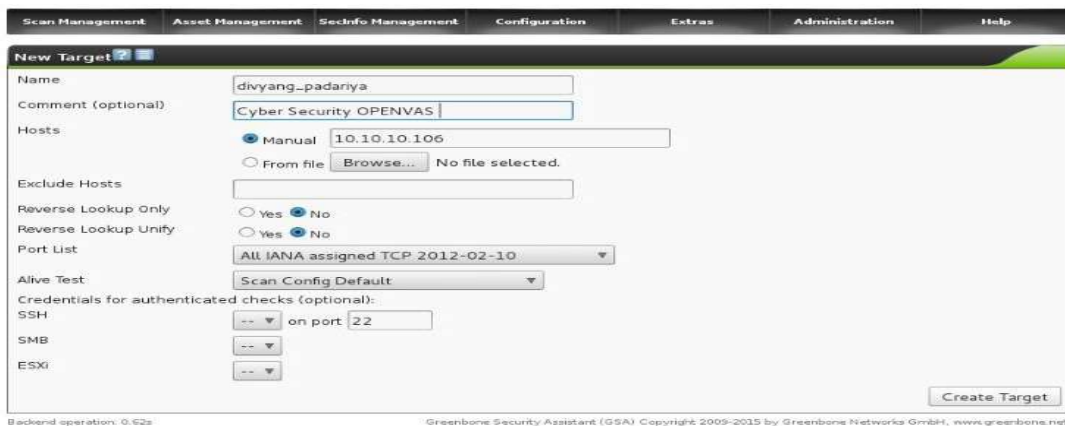 Scan Management Asset Management SecInfo Management Configuration Extras Administration Help
New Target ?
Name divyang_padariya
Comment (optional) Cyber Security OPENVAS
Hosts Manual 10.10.10.106
From file Browse... No file selected.
Exclude Hosts
Reverse Lookup Only Yes No
Reverse Lookup Unify Yes No
Port List All IANA assigned TCP 2012-02-10
Alive Test Scan Config Default
Credentials for authenticated checks (optional):
SSH -- on port 22
SMB --
ESXi --
Create Target
Backend operation: 0.62s Greenbone Security Assistant (GSA) Copyright 2009-2015 by Greenbone Networks GmbH, www.greenbone.net